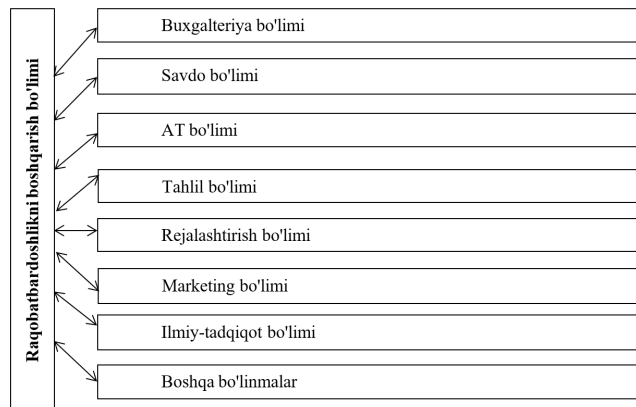 Raqobatbardoshlikni boshqarish bo'limi
Buxgalteriya bo'limi
Savdo bo'limi
AT bo'limi
Tahlil bo'limi
Rejalashtirish bo'limi
Marketing bo'limi
Ilmiy-tadqiqot bo'limi
Boshqa bo'linmalar